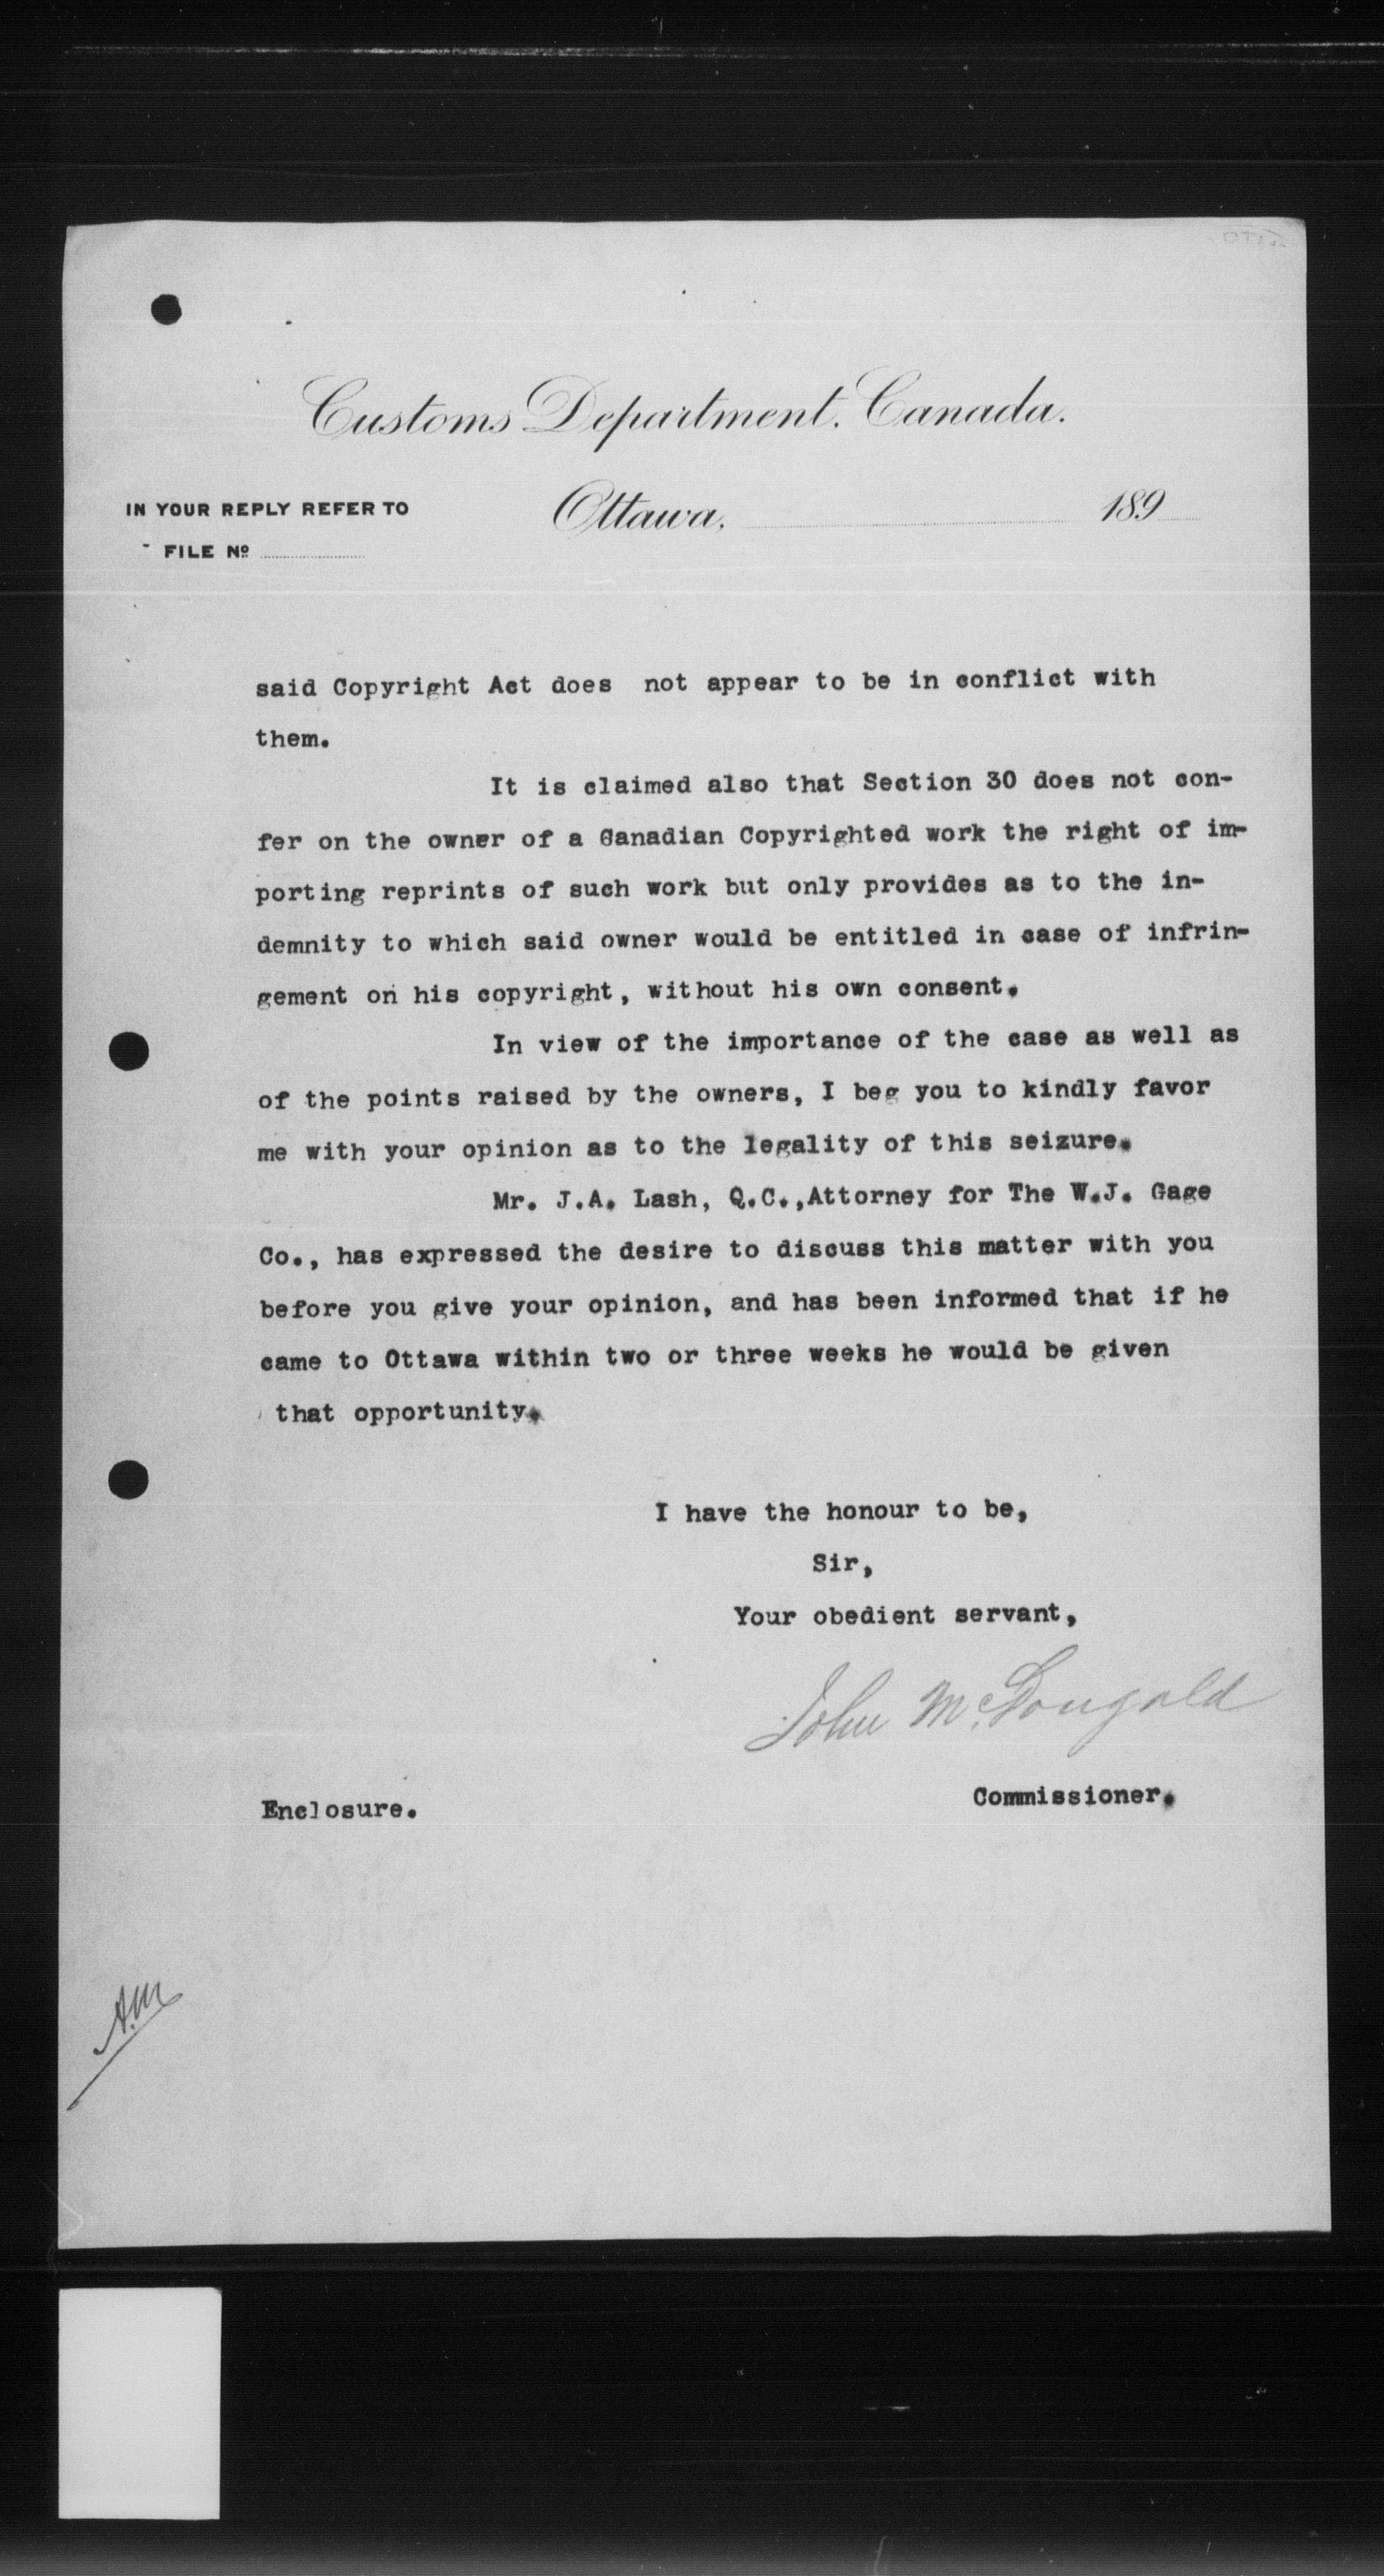 Customs Department. Canada.
IN YOUR REPLY REFER TO
Ottawa, 189
FILE Nº
said Copyright Act does not appear to be in conflict with
them.
It is claimed also that Section 30 does not con-
fer on the owner of a Ganadian Copyrighted work the right of im-
porting reprints of such work but only provides as to the in-
demnity to which said owner would be entitled in case of infrin-
gement on his copyright, without his own consent.
In view of the importance of the case as well as
of the points raised by the owners, I beg you to kindly favor
me with your opinion as to the legality of this seizure.
Mr. J.A. Lash, Q.C.,Attorney for The W.J. Gage
Co., has expressed the desire to discuss this matter with you
before you give your opinion, and has been informed that if he
came to Ottawa within two or three weeks he would be given
that opportunity.
I have the honour to be,
Sir,
Your obedient servant,
John McDougald
Commissioner.
Enclosure.
A.M